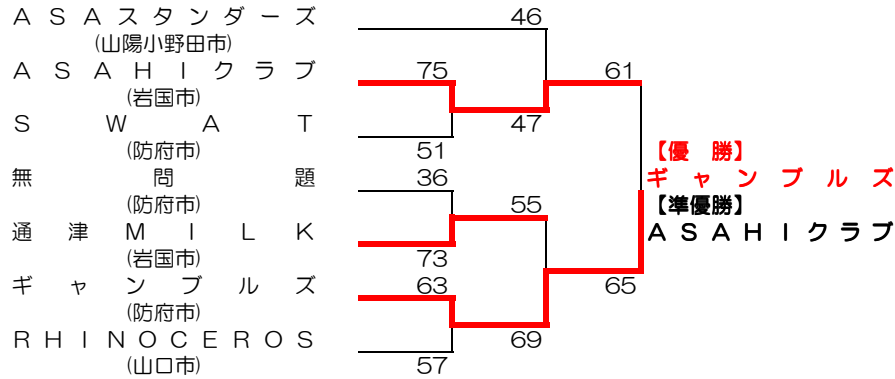 ASAスタンダーズ 46
(山陽小野田市)
ASAHIクラブ 75 61
(岩国市)
SWAT 47
(防府市) 51 【優 勝】
無問題 36 ギャンブルズ
(防府市) 55 【準優勝】
通津MILK ASAHIクラブ
(岩国市) 73
ギャンブルズ 63 65
(防府市)
RHINOCEROS 69
(山口市) 57